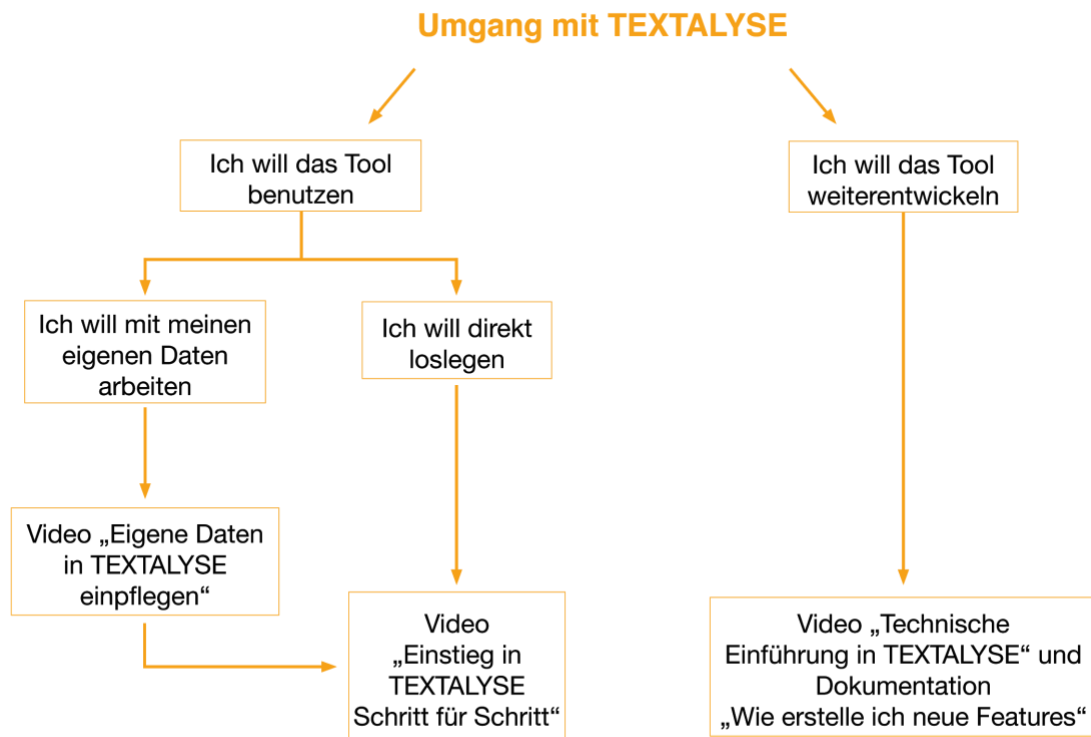 Umgang mit TEXTALYSE
Ich will das Tool
benutzen
Ich will das Tool
weiterentwickeln
Ich will mit meinen
eigenen Daten
arbeiten
Ich will direkt
loslegen
Video „Eigene Daten
in TEXTALYSE
einpflegen“
Video
„Einstieg in
TEXTALYSE
Schritt für Schritt“
Video „Technische
Einführung in TEXTALYSE“ und
Dokumentation
„Wie erstelle ich neue Features“